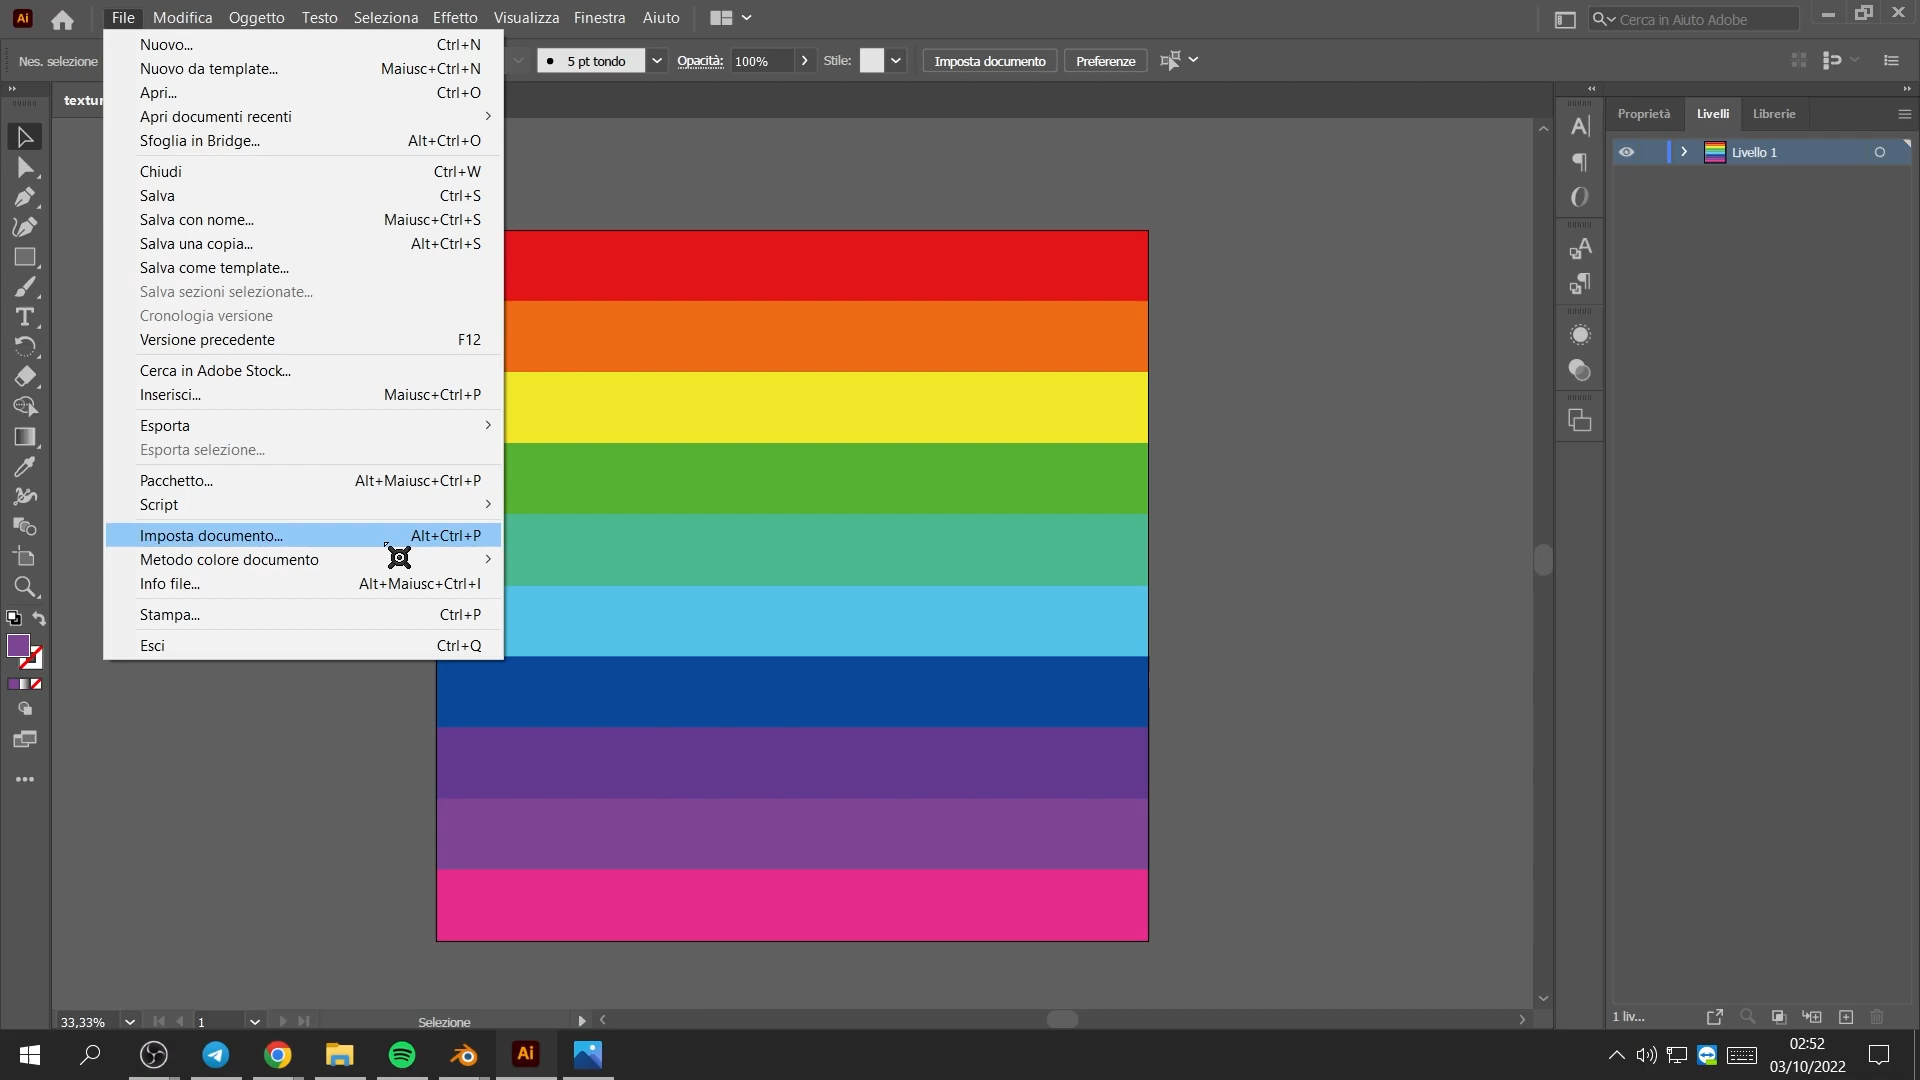 Ai File Modifica Oggetto Testo Seleziona Effetto Visualizza Finestra Aiuto Cerca in Aiuto Adobe
Nes. selezione 5 pt tondo Opacità: 100% Stile: Imposta documento Preferenze
textur
Nuovo... Ctrl+N
Nuovo da template... Maiusc+Ctrl+N
Apri... Ctrl+O
Apri documenti recenti
Sfoglia in Bridge... Alt+Ctrl+O
Chiudi Ctrl+W
Salva Ctrl+S
Salva con nome... Maiusc+Ctrl+S
Salva una copia... Alt+Ctrl+S
Salva come template...
Salva sezioni selezionate...
Cronologia versione
Versione precedente F12
Cerca in Adobe Stock...
Inserisci... Maiusc+Ctrl+P
Esporta
Esporta selezione...
Pacchetto... Alt+Maiusc+Ctrl+P
Script
Imposta documento... Alt+Ctrl+P
Metodo colore documento
Info file... Alt+Maiusc+Ctrl+I
Stampa... Ctrl+P
Esci Ctrl+Q
Proprietà Livelli Librerie
Livello 1
33,33% 1 Selezione
1 liv...
Ai
02:52
03/10/2022